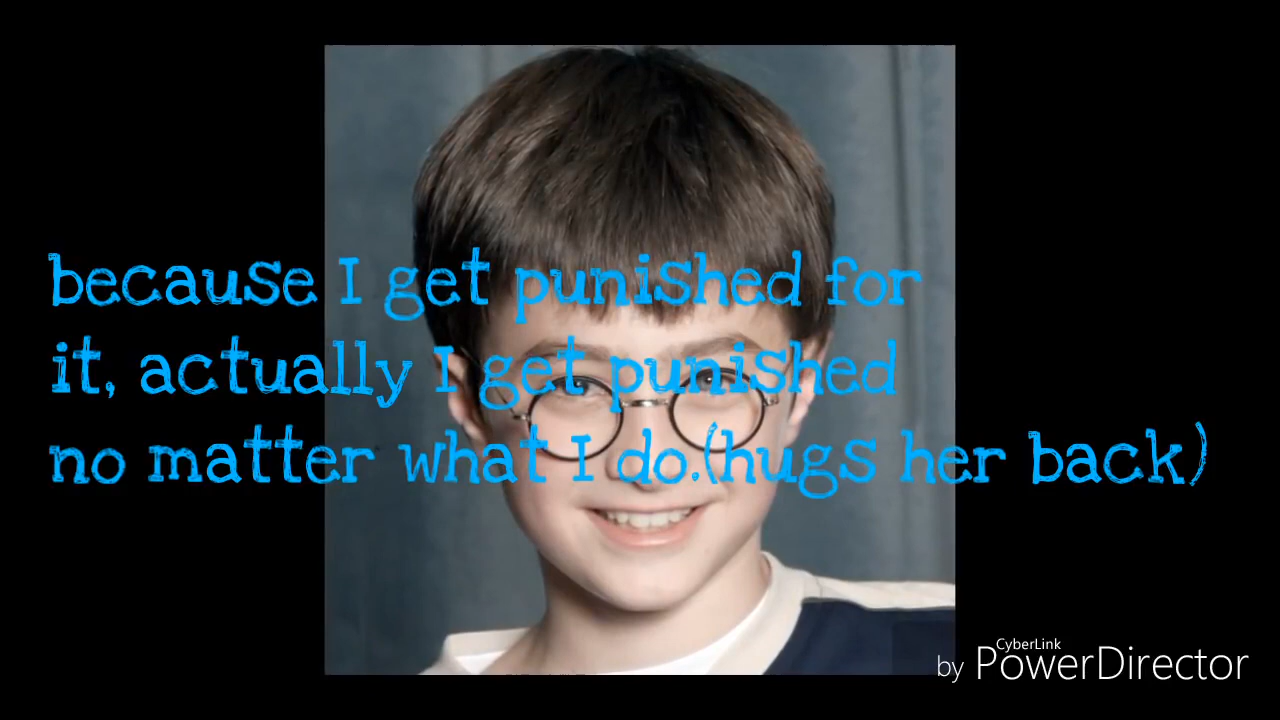 because I get punished for
it, actually I get punished
no matter what I do.(hugs her back)
CyberLink
by PowerDirector